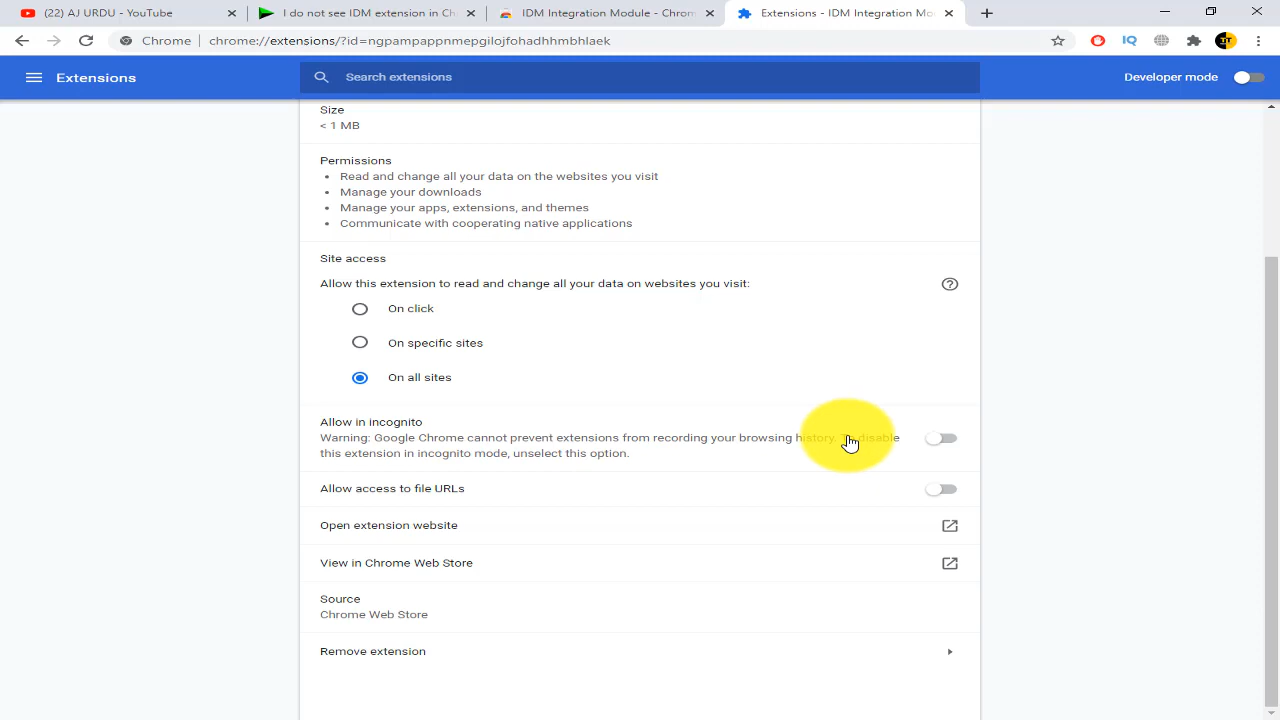 (22) AJ URDU - YouTube
I do not see IDM extension in Ch
IDM Integration Module - Chrom
Extensions - IDM Integration Mo
Chrome
chrome://extensions/?id=ngpampappnmepgilojfohadhhmbhlaek
IQ
Extensions
Search extensions
Developer mode
Size
< 1 MB
Permissions
• Read and change all your data on the websites you visit
• Manage your downloads
• Manage your apps, extensions, and themes
• Communicate with cooperating native applications
Site access
Allow this extension to read and change all your data on websites you visit:
On click
On specific sites
On all sites
Allow in incognito
Warning: Google Chrome cannot prevent extensions from recording your browsing history. To disable
this extension in incognito mode, unselect this option.
Allow access to file URLs
Open extension website
View in Chrome Web Store
Source
Chrome Web Store
Remove extension